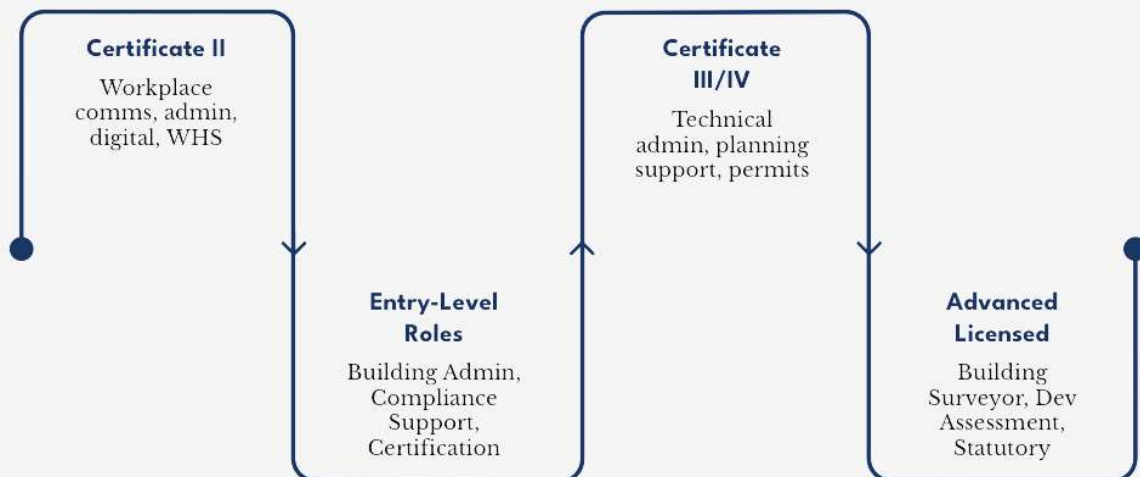 Certificate II
Workplace
comms, admin,
digital, WHS
Entry-Level
Roles
Building Admin,
Compliance
Support,
Certification
Certificate
III/IV
Technical
admin, planning
support, permits
Advanced
Licensed
Building
Surveyor, Dev
Assessment,
Statutory